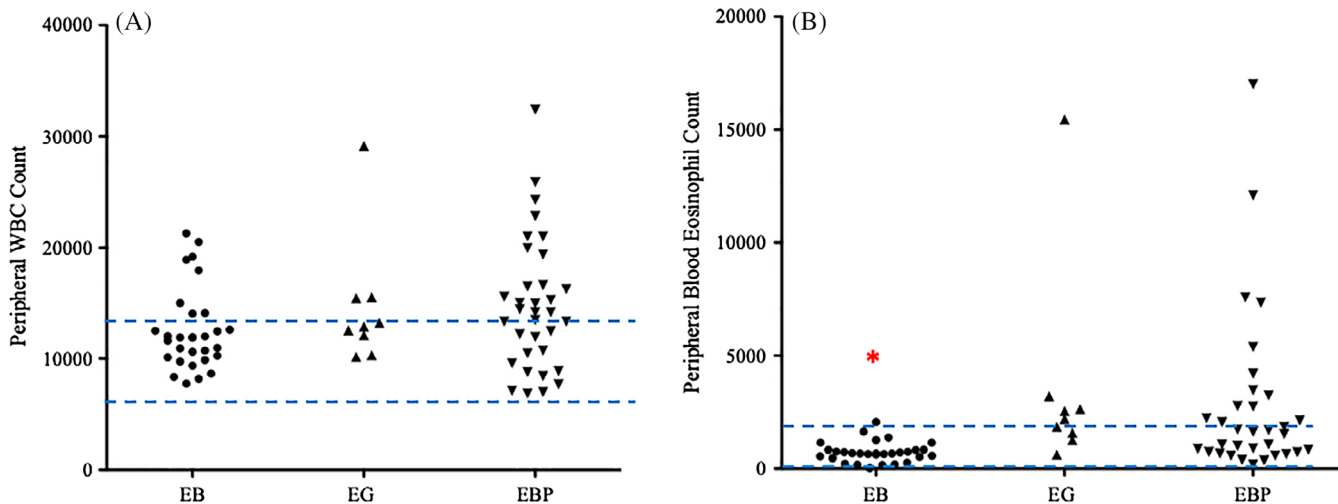 (A)
Peripheral WBC Count
40000
30000
20000
10000
0
EB EG EBP
(B)
Peripheral Blood Eosinophil Count
20000
15000
10000
5000
0
*
EB EG EBP